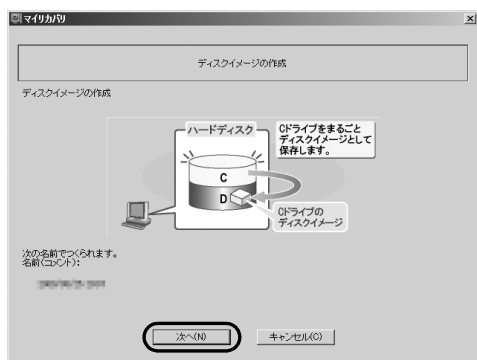 マイリカバリ
ディスクイメージの作成
ディスクイメージの作成
ハードディスク
Cドライブをまるごと
ディスクイメージとして
保存します。
C
D
Cドライブの
ディスクイメージ
次の名前でつくられます。
名前(コメント):
次へ(N)
キャンセル(C)